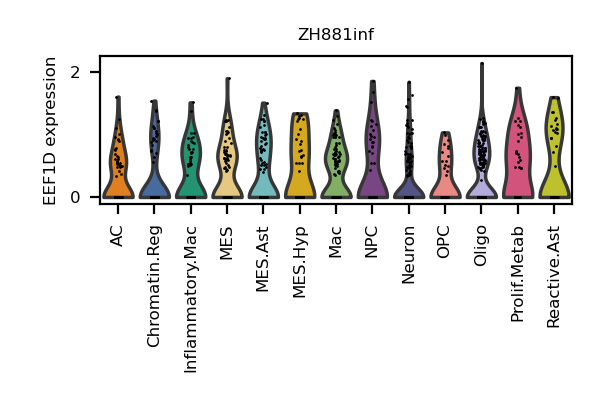 ZH881inf
EEF1D expression
2
0
AC
Chromatin.Reg
Inflammatory.Mac
MES
MES.Ast
MES.Hyp
Mac
NPC
Neuron
OPC
Oligo
Prolif.Metab
Reactive.Ast